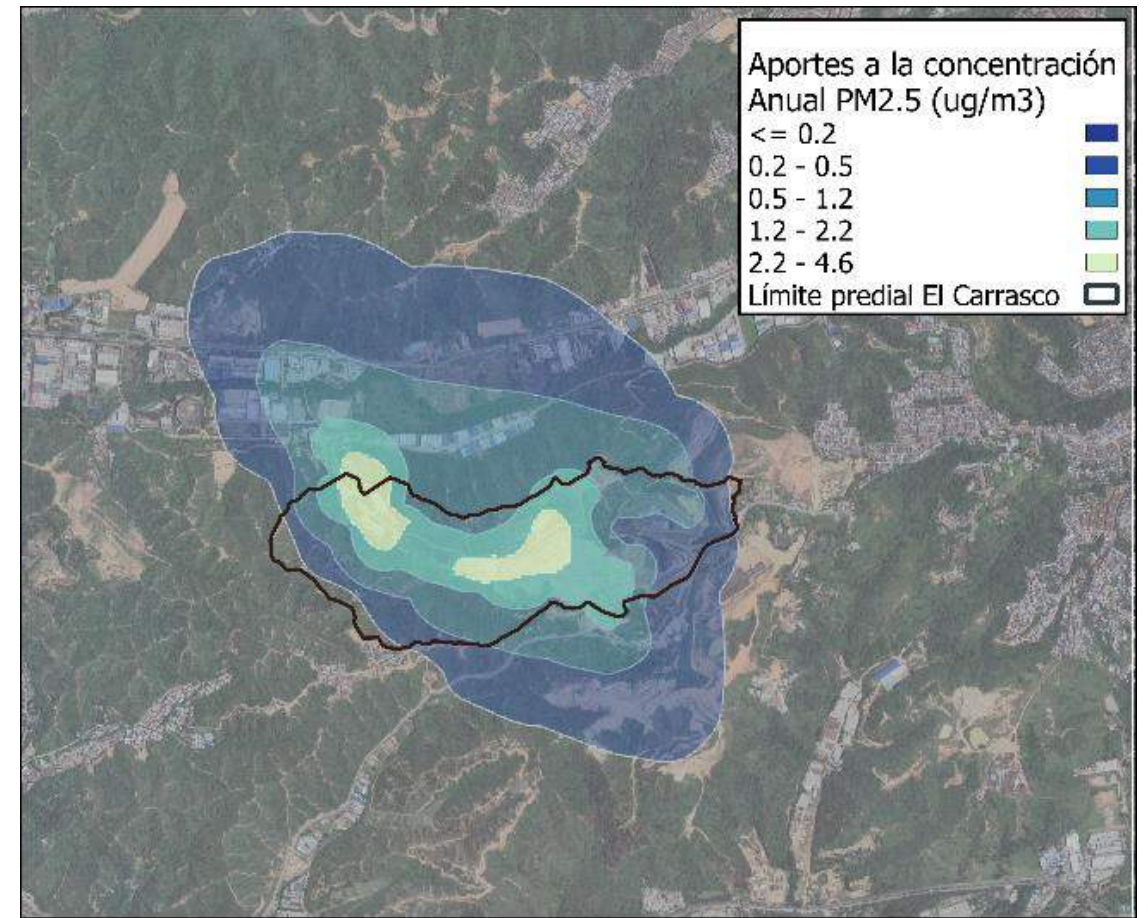 Aportes a la concentración
Anual PM2.5 (ug/m3)
<= 0.2
0.2 - 0.5
0.5 - 1.2
1.2 - 2.2
2.2 - 4.6
Límite predial El Carrasco